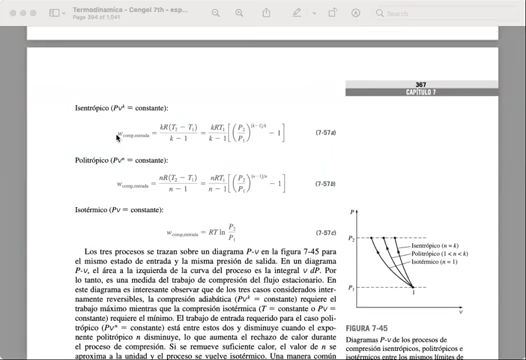 Termodinamica - Cengel 7th - esp...
Page 394 of 1,041
Search
367
CAPÍTULO 7
Isentrópico (Pv^k = constante):
w_comp,entrada = kR(T₂ − T₁) / (k − 1) = kRT₁ / (k − 1) [(P₂ / P₁)^((k−1)/k) − 1] (7-57a)
Politrópico (Pv^n = constante):
w_comp,entrada = nR(T₂ − T₁) / (n − 1) = nRT₁ / (n − 1) [(P₂ / P₁)^((n−1)/n) − 1] (7-57b)
Isotérmico (Pv = constante):
w_comp,entrada = RT ln P₂ / P₁ (7-57c)
Los tres procesos se trazan sobre un diagrama P-v en la figura 7-45 para
el mismo estado de entrada y la misma presión de salida. En un diagrama
P-v, el área a la izquierda de la curva del proceso es la integral v dP. Por
lo tanto, es una medida del trabajo de compresión del flujo estacionario. En
este diagrama es interesante observar que de los tres casos considerados inter-
namente reversibles, la compresión adiabática (Pv^k = constante) requiere el
trabajo máximo mientras que la compresión isotérmica (T = constante o Pv =
constante) requiere el mínimo. El trabajo de entrada requerido para el caso poli-
trópico (Pv^n = constante) está entre estos dos y disminuye cuando el expo-
nente politrópico n disminuye, lo que aumenta el rechazo de calor durante
el proceso de compresión. Si se remueve suficiente calor, el valor de n se
aproxima a la unidad y el proceso se vuelve isotérmico. Una manera común
P
P₂
Isentrópico (n = k)
Politrópico (1 < n < k)
Isotérmico (n = 1)
P₁
1
v
FIGURA 7-45
Diagramas P-v de los procesos de
compresión isentrópicos, politrópicos e
isotérmicos entre los mismos límites de